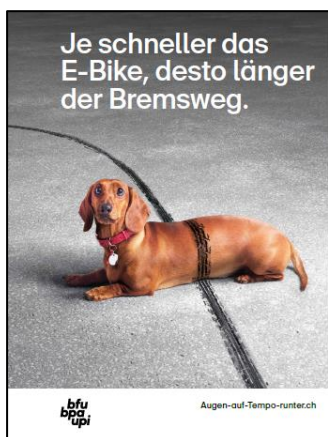 Je schneller das
E-Bike, desto länger
der Bremsweg.
bfu
bpa
upi
Augen-auf-Tempo-runter.ch